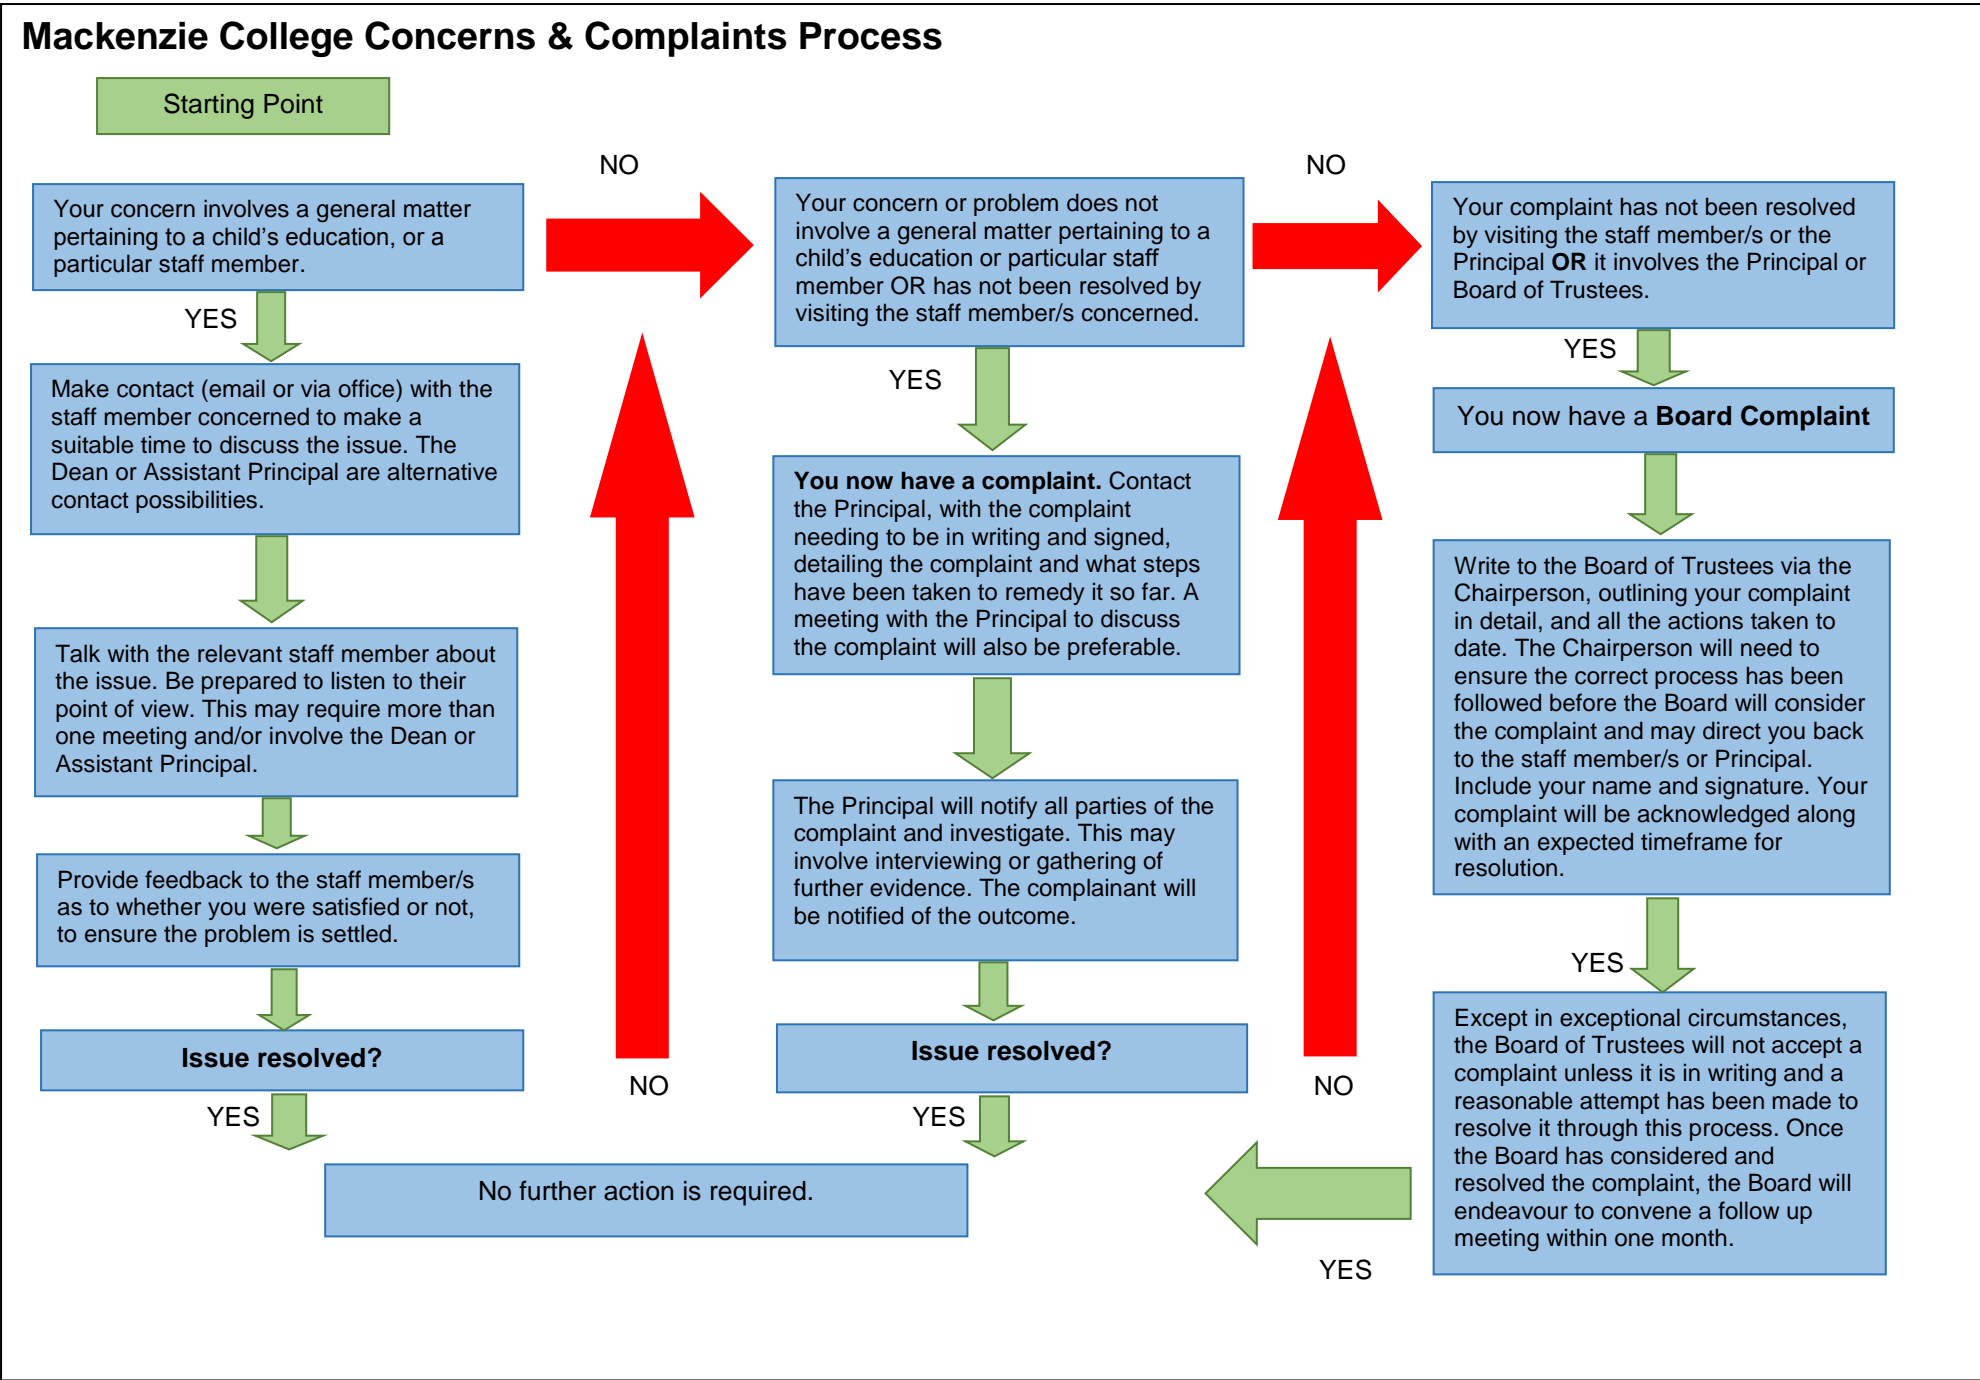 Mackenzie College Concerns & Complaints Process
Starting Point
Your concern involves a general matter
pertaining to a child's education, or a
particular staff member.
YES
Make contact (email or via office) with the
staff member concerned to make a
suitable time to discuss the issue. The
Dean or Assistant Principal are alternative
contact possibilities.
Talk with the relevant staff member about
the issue. Be prepared to listen to their
point of view. This may require more than
one meeting and/or involve the Dean or
Assistant Principal.
Provide feedback to the staff member/s
as to whether you were satisfied or not,
to ensure the problem is settled.
Issue resolved?
YES
NO
NO
Your concern or problem does not
involve a general matter pertaining to a
child's education or particular staff
member OR has not been resolved by
visiting the staff member/s concerned.
YES
You now have a complaint. Contact
the Principal, with the complaint
needing to be in writing and signed,
detailing the complaint and what steps
have been taken to remedy it so far. A
meeting with the Principal to discuss
the complaint will also be preferable.
The Principal will notify all parties of the
complaint and investigate. This may
involve interviewing or gathering of
further evidence. The complainant will
be notified of the outcome.
Issue resolved?
YES
NO
NO
Your complaint has not been resolved
by visiting the staff member/s or the
Principal OR it involves the Principal or
Board of Trustees.
YES
You now have a Board Complaint
Write to the Board of Trustees via the
Chairperson, outlining your complaint
in detail, and all the actions taken to
date. The Chairperson will need to
ensure the correct process has been
followed before the Board will consider
the complaint and may direct you back
to the staff member/s or Principal.
Include your name and signature. Your
complaint will be acknowledged along
with an expected timeframe for
resolution.
YES
Except in exceptional circumstances,
the Board of Trustees will not accept a
complaint unless it is in writing and a
reasonable attempt has been made to
resolve it through this process. Once
the Board has considered and
resolved the complaint, the Board will
endeavour to convene a follow up
meeting within one month.
YES
No further action is required.